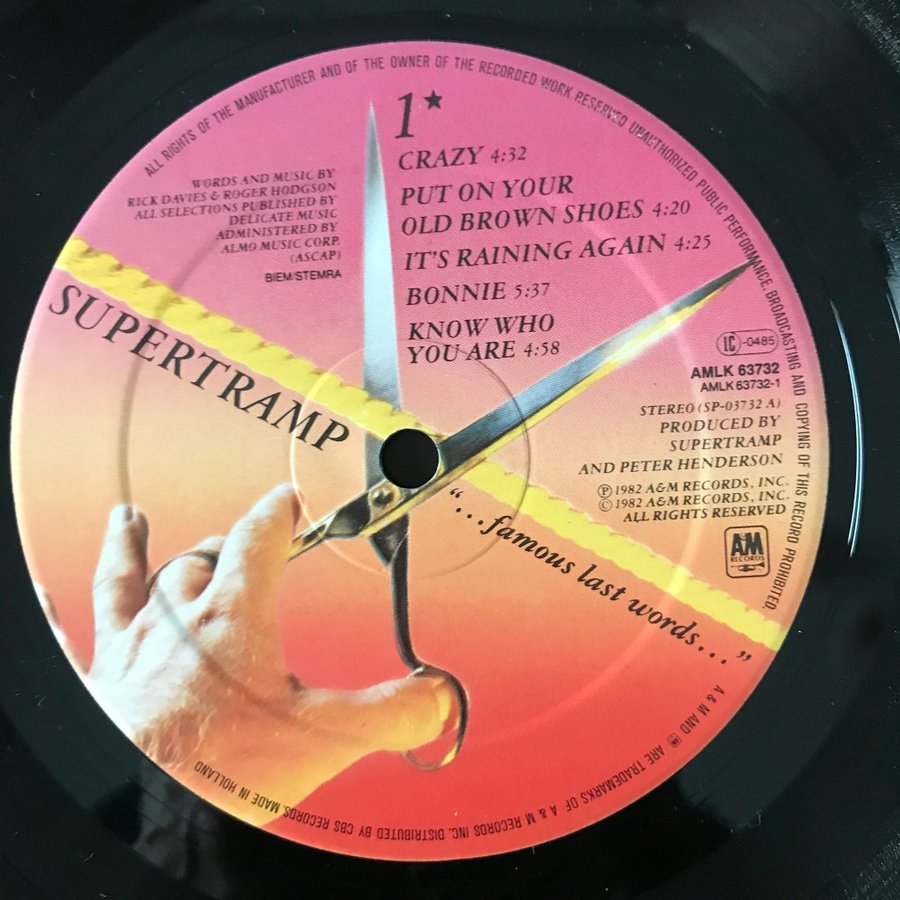 ALL RIGHTS OF THE MANUFACTURER AND OF THE OWNER OF THE RECORDED WORK RESERVED UNAUTHORIZED PUBLIC PERFORMANCE, BROADCASTING AND COPYING OF THIS RECORD PROHIBITED.
1★
CRAZY 4:32
PUT ON YOUR
OLD BROWN SHOES 4:20
IT'S RAINING AGAIN 4:25
BONNIE 5:37
KNOW WHO
YOU ARE 4:58
WORDS AND MUSIC BY
RICK DAVIES & ROGER HODGSON
ALL SELECTIONS PUBLISHED BY
DELICATE MUSIC
ADMINISTERED BY
ALMO MUSIC CORP.
(ASCAP)
BIEM/STEMRA
SUPERTRAMP
"...famous last words..."
LC-0485
AMLK 63732
AMLK 63732-1
STEREO (SP-03732 A)
PRODUCED BY
SUPERTRAMP
AND PETER HENDERSON
Ⓟ 1982 A&M RECORDS, INC.
© 1982 A&M RECORDS, INC.
ALL RIGHTS RESERVED
A&M
RECORDS
A & M AND ARE TRADEMARKS OF A & M RECORDS INC. DISTRIBUTED BY CBS RECORDS. MADE IN HOLLAND